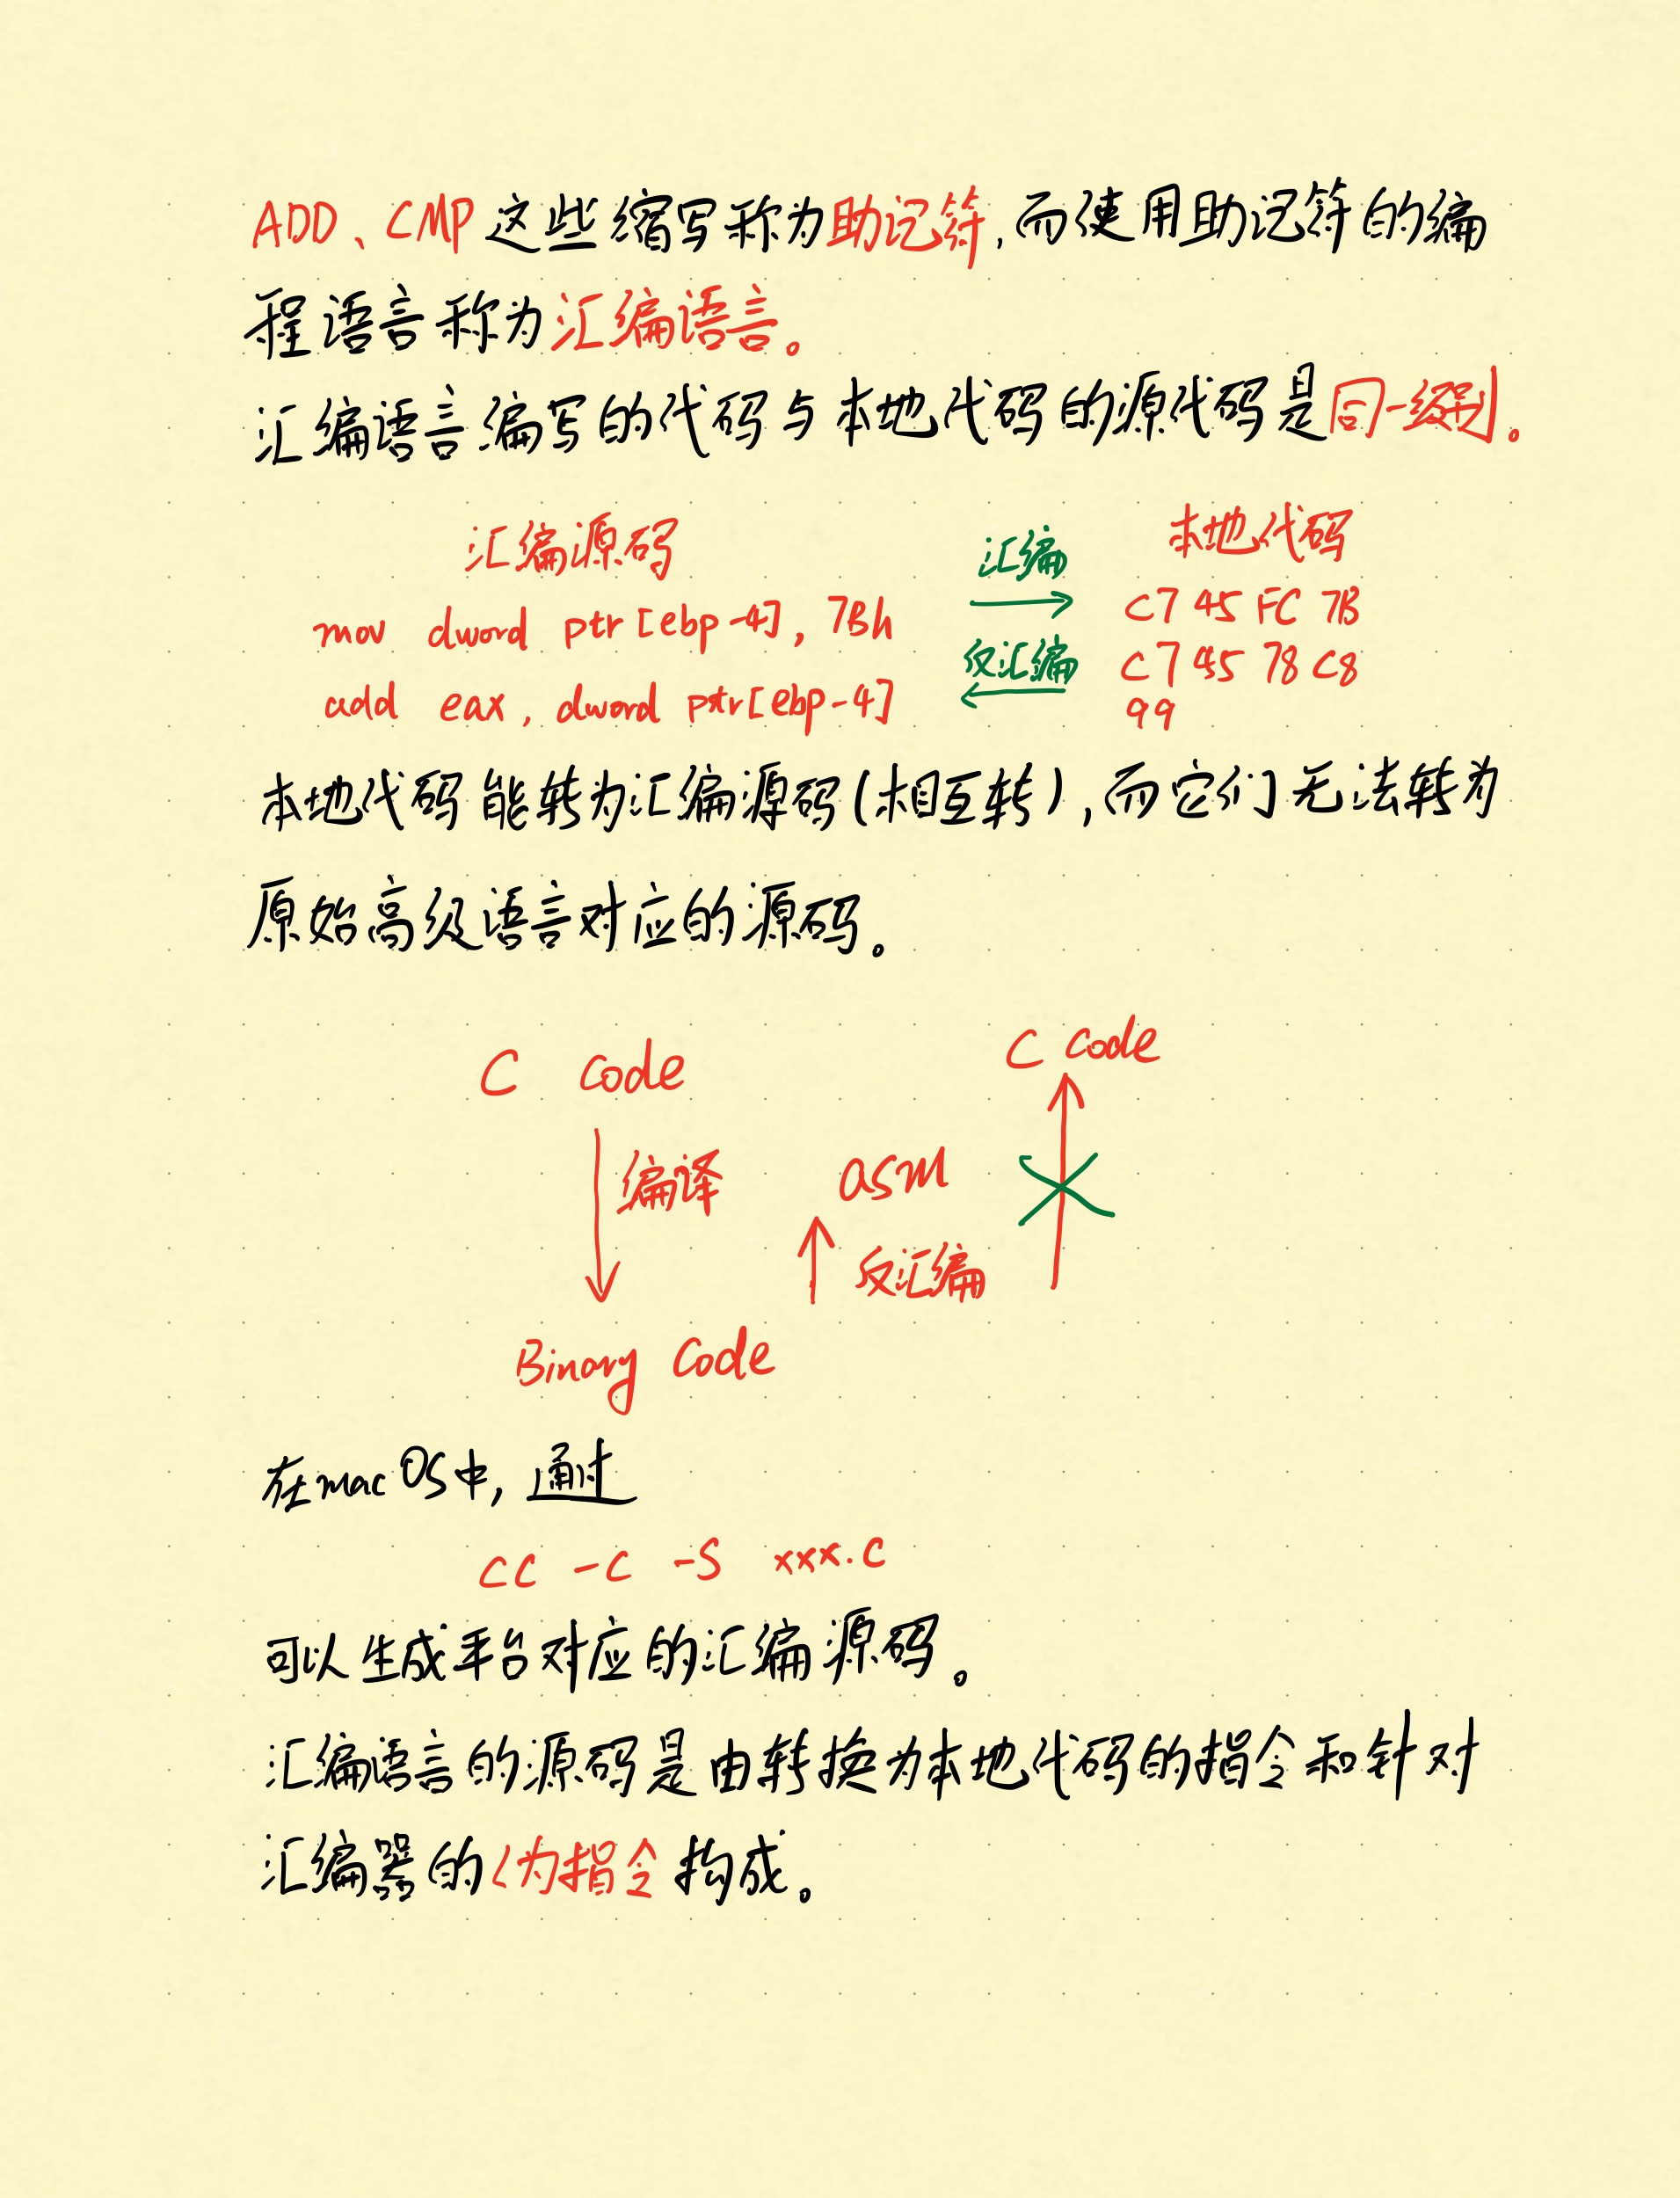 ADD、CMP 这些缩写称为助记符,而使用助记符的编
程语言称为汇编语言。
汇编语言编写的代码与本地代码的源代码是同一级别。
汇编源码 汇编 本地代码
mov dword ptr [ebp-4], 7Bh C7 45 FC 7B
反汇编 C7 45 78 C8
add eax, dword ptr[ebp-4] 99
本地代码能转为汇编源码(相互转),而它们无法转为
原始高级语言对应的源码。
C Code C Code
编译 asm
反汇编
Binary Code
在macOS中,通过
cc -c -S xxx.c
可以生成平台对应的汇编源码。
汇编语言的源码是由转换为本地代码的指令和针对
汇编器的伪指令构成。